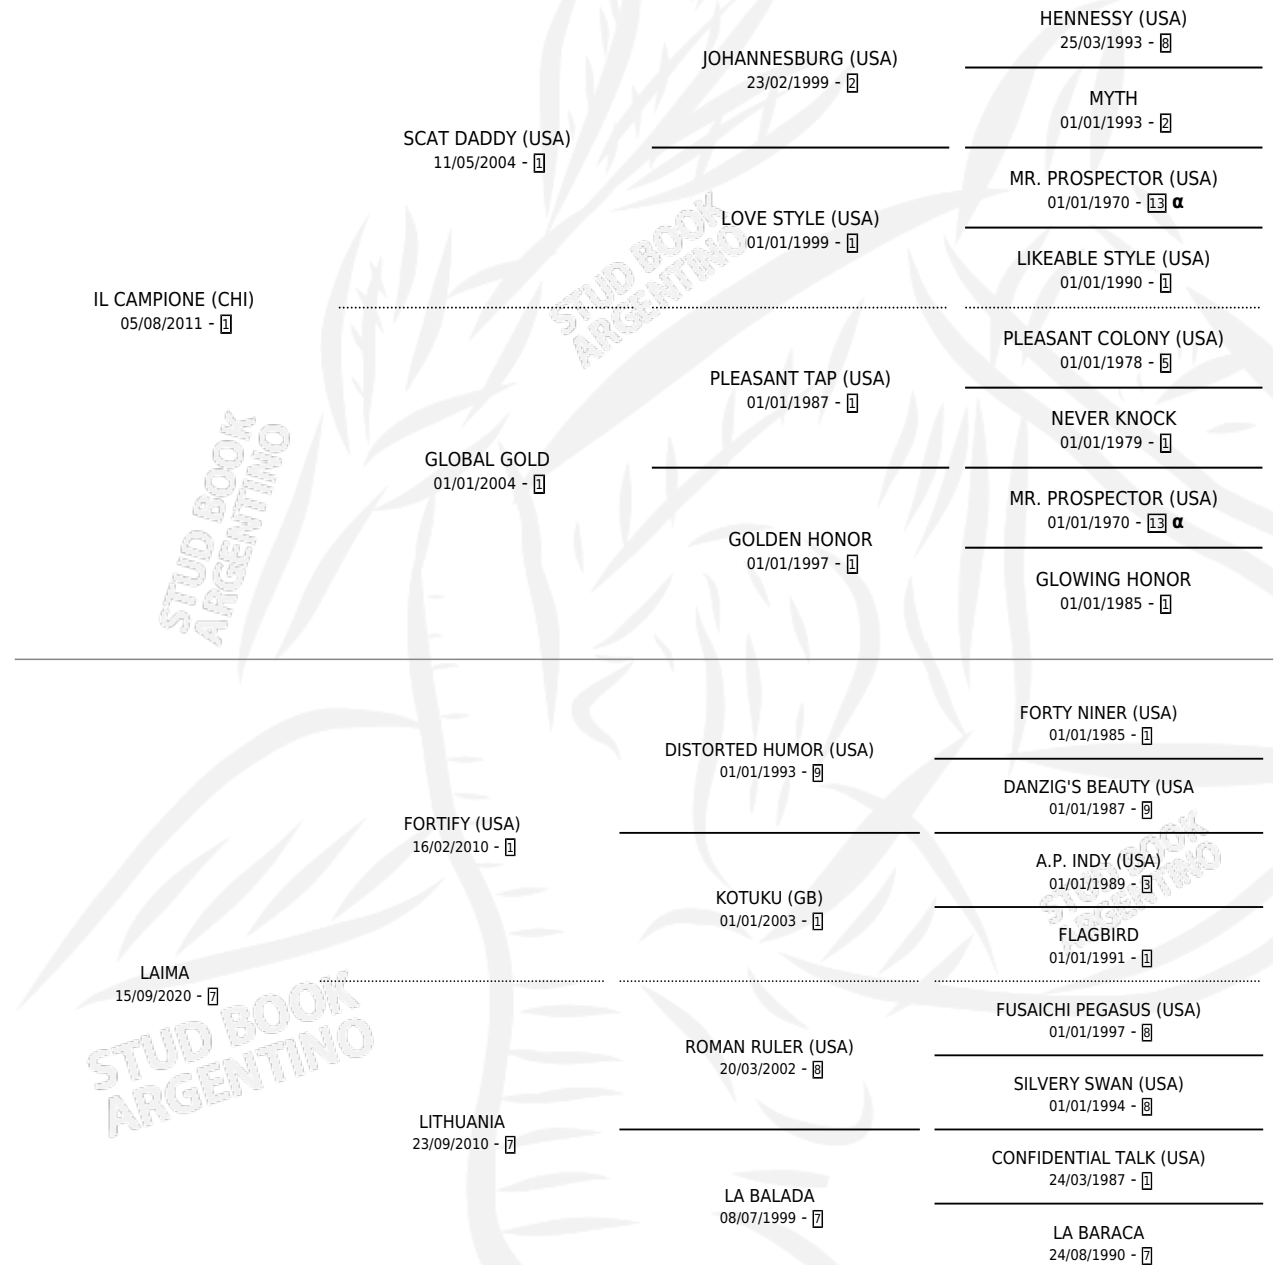 HENNESSY (USA)
25/03/1993 - 8
JOHANNESBURG (USA)
23/02/1999 - 2
MYTH
01/01/1993 - 2
SCAT DADDY (USA)
11/05/2004 - 1
MR. PROSPECTOR (USA)
01/01/1970 - 13 α
LOVE STYLE (USA)
01/01/1999 - 1
LIKEABLE STYLE (USA)
01/01/1990 - 1
IL CAMPIONE (CHI)
05/08/2011 - 1
PLEASANT COLONY (USA)
01/01/1978 - 5
PLEASANT TAP (USA)
01/01/1987 - 1
NEVER KNOCK
01/01/1979 - 1
GLOBAL GOLD
01/01/2004 - 1
MR. PROSPECTOR (USA)
01/01/1970 - 13 α
GOLDEN HONOR
01/01/1997 - 1
GLOWING HONOR
01/01/1985 - 1
FORTY NINER (USA)
01/01/1985 - 1
DISTORTED HUMOR (USA)
01/01/1993 - 9
DANZIG'S BEAUTY (USA
01/01/1987 - 9
FORTIFY (USA)
16/02/2010 - 1
A.P. INDY (USA)
01/01/1989 - 3
KOTUKU (GB)
01/01/2003 - 1
FLAGBIRD
01/01/1991 - 1
LAIMA
15/09/2020 - 7
FUSAICHI PEGASUS (USA)
01/01/1997 - 8
ROMAN RULER (USA)
20/03/2002 - 8
SILVERY SWAN (USA)
01/01/1994 - 8
LITHUANIA
23/09/2010 - 7
CONFIDENTIAL TALK (USA)
24/03/1987 - 1
LA BALADA
08/07/1999 - 7
LA BARACA
24/08/1990 - 7
STUD BOOK
ARGENTINO
STUD BOOK
ARGENTINO
STUD BOOK
ARGENTINO
STUD BOOK
ARGENTINO